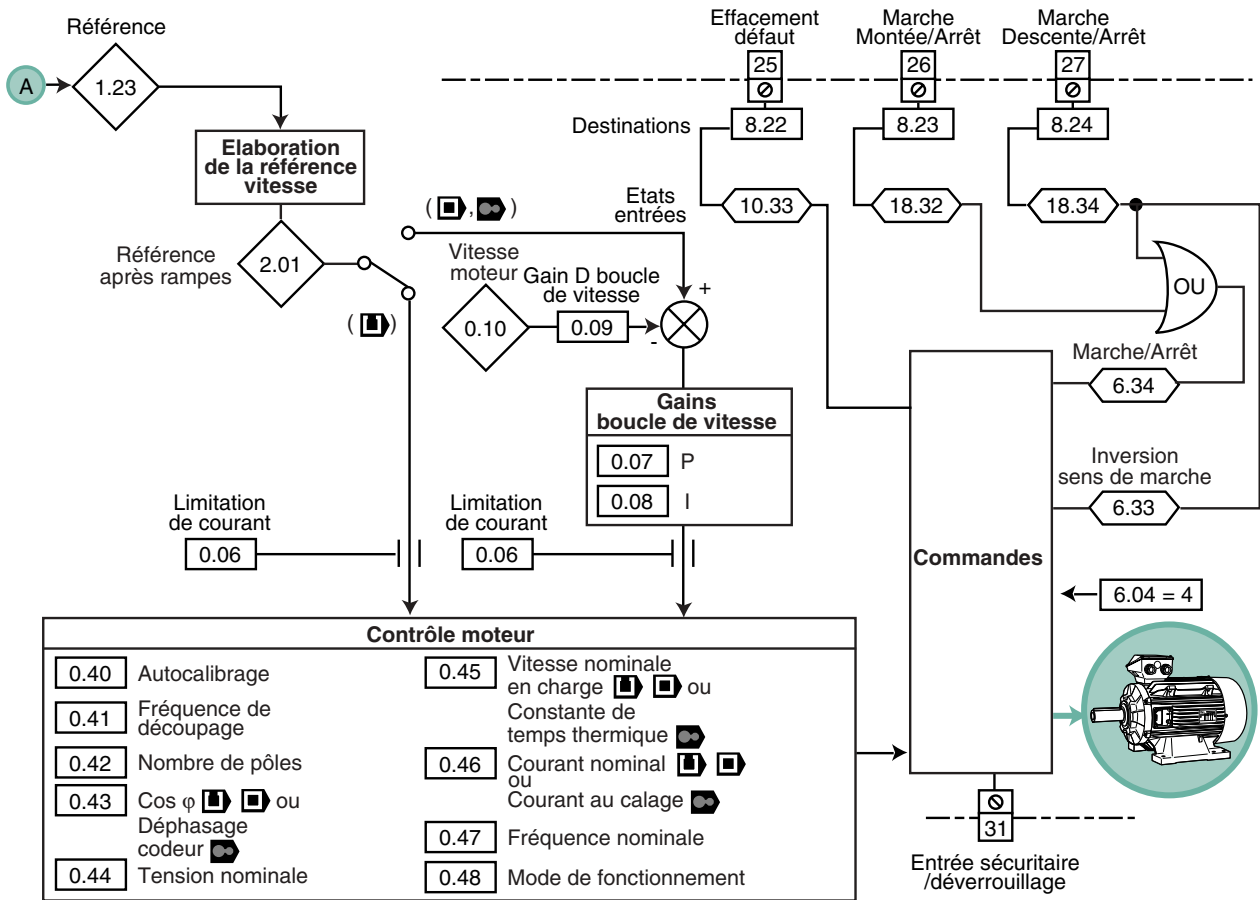 Référence
A
1.23
Elaboration
de la référence
vitesse
Référence
après rampes
2.01
( , )
( )
Vitesse
moteur
0.10
Gain D boucle
de vitesse
0.09
+
-
Gains
boucle de vitesse
0.07 P
0.08 I
Limitation
de courant
0.06
Limitation
de courant
0.06
Effacement
défaut
25
Marche
Montée/Arrêt
26
Marche
Descente/Arrêt
27
Destinations
8.22
8.23
8.24
Etats
entrées
10.33
18.32
18.34
OU
Marche/Arrêt
6.34
Inversion
sens de marche
6.33
Commandes
6.04 = 4
31
Entrée sécuritaire
/déverrouillage
Contrôle moteur
0.40 Autocalibrage
0.41 Fréquence de
découpage
0.42 Nombre de pôles
0.43 Cos φ ou
Déphasage
codeur
0.44 Tension nominale
0.45 Vitesse nominale
en charge ou
Constante de
temps thermique
0.46 Courant nominal
ou
Courant au calage
0.47 Fréquence nominale
0.48 Mode de fonctionnement